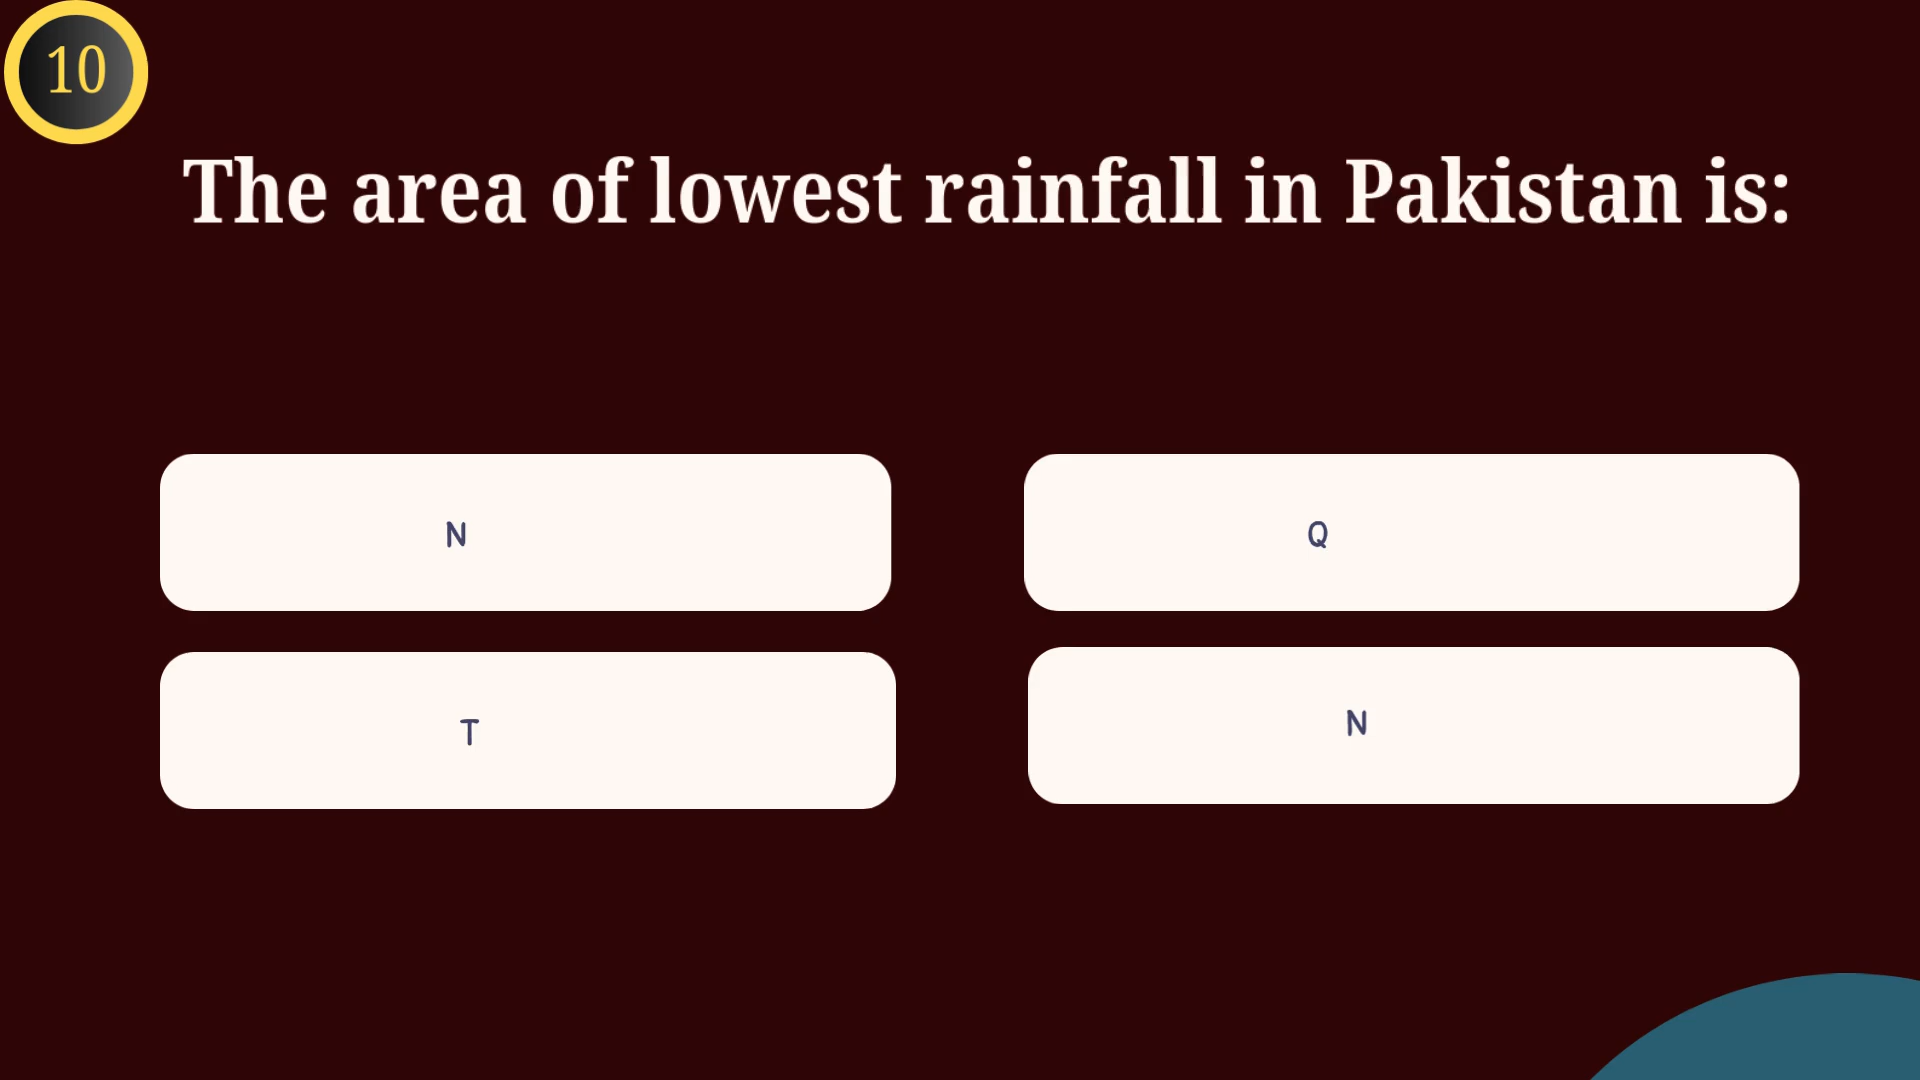 10
The area of lowest rainfall in Pakistan is:
N
Q
T
N